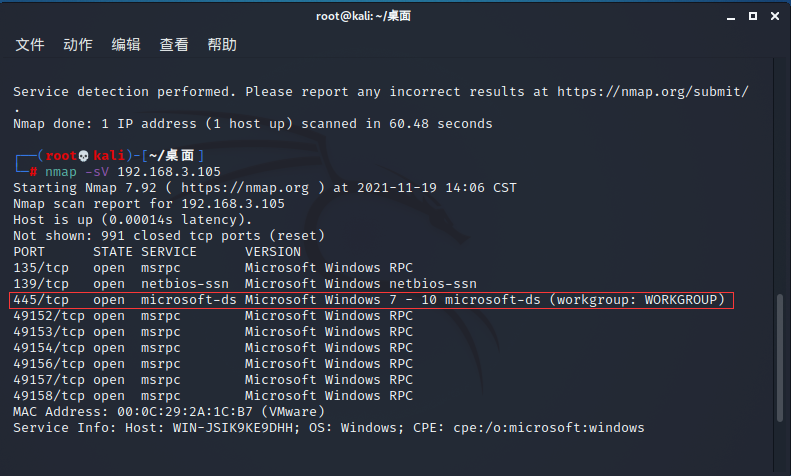 root@kali: ~/桌面
文件 动作 编辑 查看 帮助
Service detection performed. Please report any incorrect results at https://nmap.org/submit/
.
Nmap done: 1 IP address (1 host up) scanned in 60.48 seconds
┌──(root💀kali)-[~/桌面]
└─# nmap -sV 192.168.3.105
Starting Nmap 7.92 ( https://nmap.org ) at 2021-11-19 14:06 CST
Nmap scan report for 192.168.3.105
Host is up (0.00014s latency).
Not shown: 991 closed tcp ports (reset)
PORT      STATE SERVICE      VERSION
135/tcp   open  msrpc        Microsoft Windows RPC
139/tcp   open  netbios-ssn  Microsoft Windows netbios-ssn
445/tcp   open  microsoft-ds Microsoft Windows 7 - 10 microsoft-ds (workgroup: WORKGROUP)
49152/tcp open  msrpc        Microsoft Windows RPC
49153/tcp open  msrpc        Microsoft Windows RPC
49154/tcp open  msrpc        Microsoft Windows RPC
49156/tcp open  msrpc        Microsoft Windows RPC
49157/tcp open  msrpc        Microsoft Windows RPC
49158/tcp open  msrpc        Microsoft Windows RPC
MAC Address: 00:0C:29:2A:1C:B7 (VMware)
Service Info: Host: WIN-JSIK9KE9DHH; OS: Windows; CPE: cpe:/o:microsoft:windows